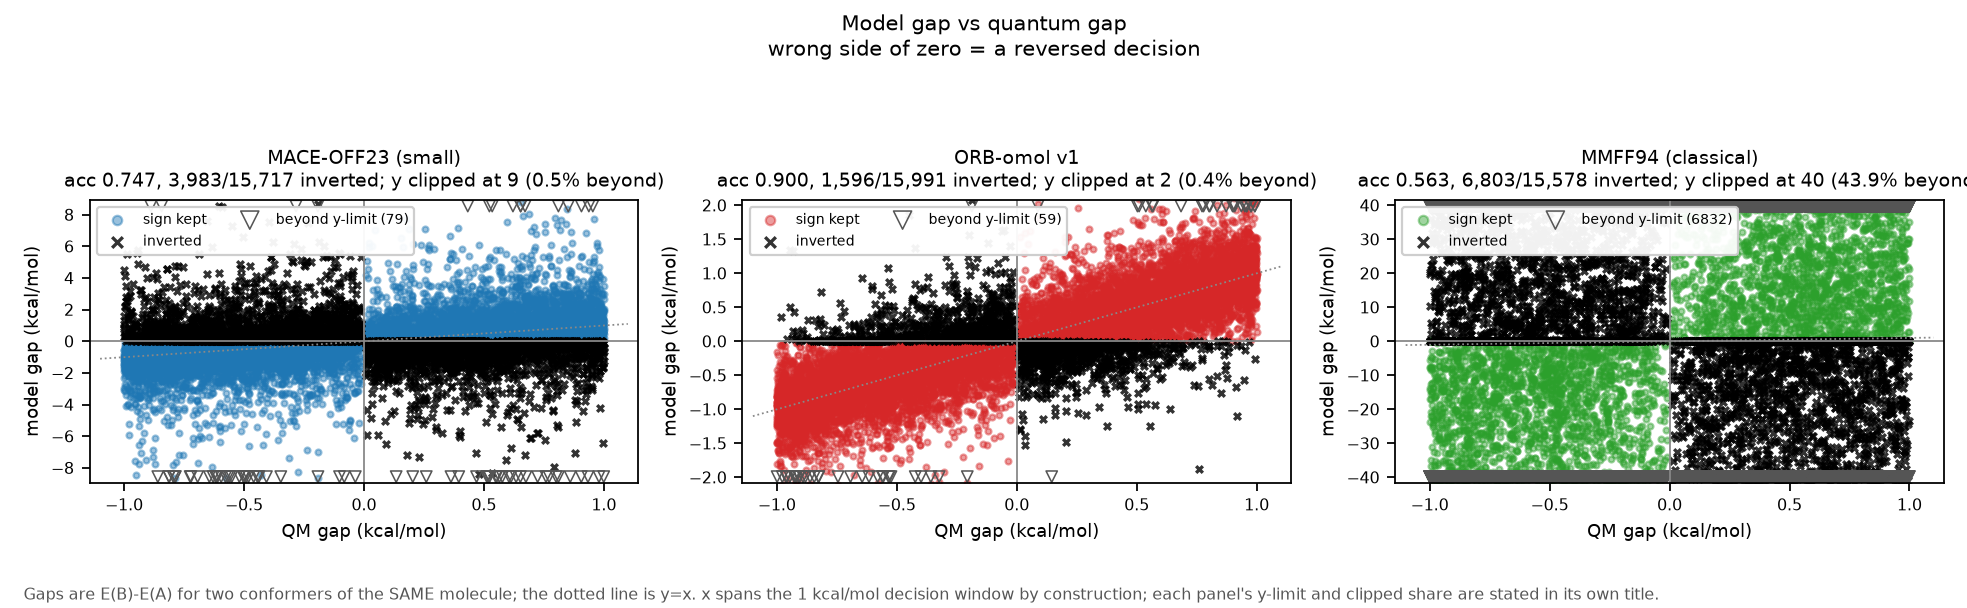 Model gap vs quantum gap
wrong side of zero = a reversed decision
MACE-OFF23 (small)
acc 0.747, 3,983/15,717 inverted; y clipped at 9 (0.5% beyond)
sign kept
inverted
beyond y-limit (79)
8
6
4
2
0
−2
−4
−6
−8
model gap (kcal/mol)
−1.0
−0.5
0.0
0.5
1.0
QM gap (kcal/mol)
ORB-omol v1
acc 0.900, 1,596/15,991 inverted; y clipped at 2 (0.4% beyond)
sign kept
inverted
beyond y-limit (59)
2.0
1.5
1.0
0.5
0.0
−0.5
−1.0
−1.5
−2.0
model gap (kcal/mol)
−1.0
−0.5
0.0
0.5
1.0
QM gap (kcal/mol)
MMFF94 (classical)
acc 0.563, 6,803/15,578 inverted; y clipped at 40 (43.9% beyond
sign kept
inverted
beyond y-limit (6832)
40
30
20
10
0
−10
−20
−30
−40
model gap (kcal/mol)
−1.0
−0.5
0.0
0.5
1.0
QM gap (kcal/mol)
Gaps are E(B)-E(A) for two conformers of the SAME molecule; the dotted line is y=x. x spans the 1 kcal/mol decision window by construction; each panel's y-limit and clipped share are stated in its own title.